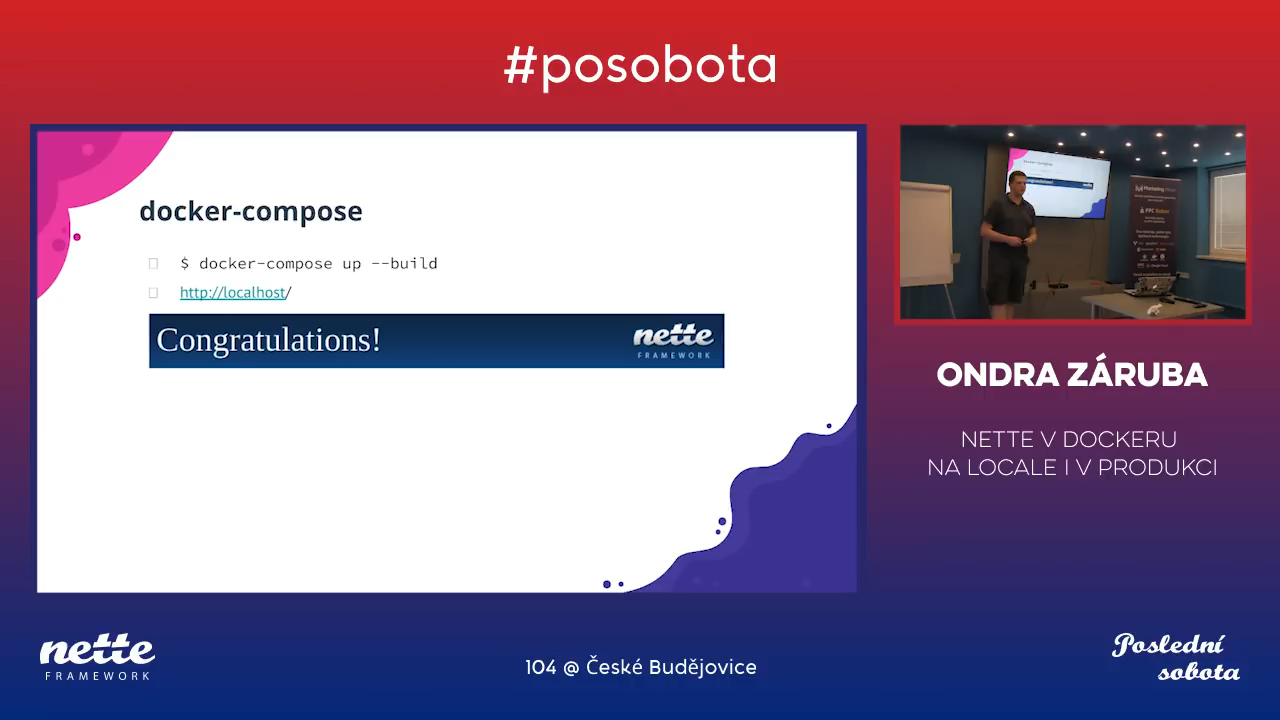 #posobota
docker-compose
$ docker-compose up --build
http://localhost/
Congratulations!
nette
FRAMEWORK
ONDRA ZÁRUBA
NETTE V DOCKERU
NA LOCALE I V PRODUKCI
nette
FRAMEWORK
104 @ České Budějovice
Poslední
sobota